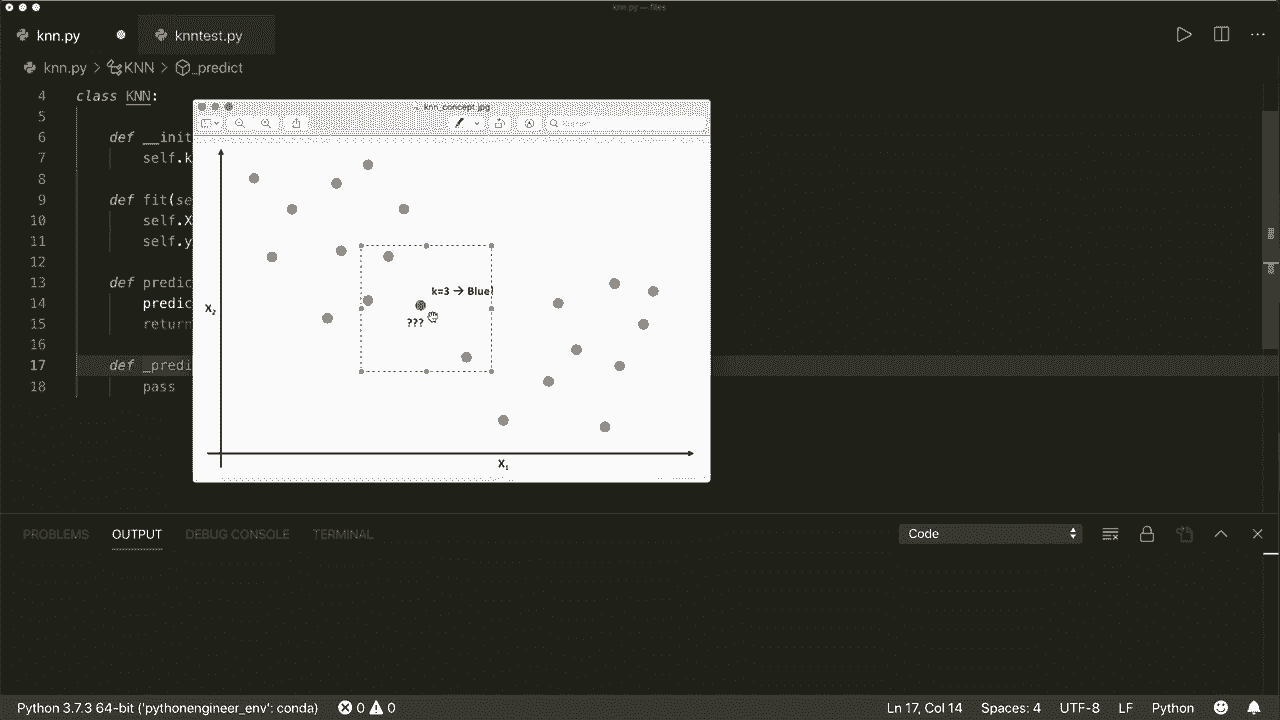 knn.py — files
knn.py
knntest.py
knn.py > KNN > _predict
4 class KNN:
5
6 def __init
7 self.k
8
9 def fit(se
10 self.X
11 self.y
12
13 def predic
14 predic
15 return
16
17 def _predi
18 pass
knn_concept.jpg
k=3 → Blue!
X₂
???
X₁
PROBLEMS OUTPUT DEBUG CONSOLE TERMINAL
Code
Python 3.7.3 64-bit ('pythonengineer_env': conda) 0 0
Ln 17, Col 14 Spaces: 4 UTF-8 LF Python